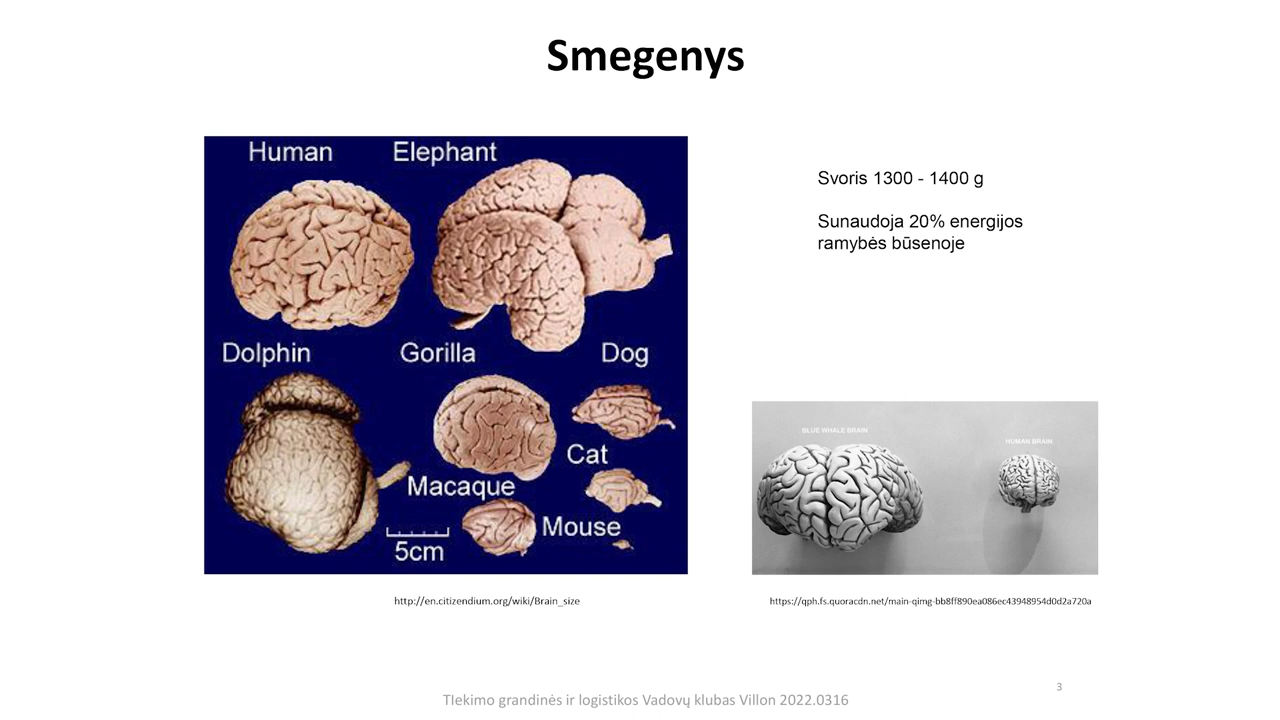 Smegenys
Human Elephant
Dolphin Gorilla Dog
Cat
Macaque
Mouse
5cm
http://en.citizendium.org/wiki/Brain_size
Svoris 1300 - 1400 g
Sunaudoja 20% energijos
ramybės būsenoje
BLUE WHALE BRAIN
HUMAN BRAIN
https://qph.fs.quoracdn.net/main-qimg-bb8ff890ea086ec43948954d0d2a720a
3
TIekimo grandinės ir logistikos Vadovų klubas Villon 2022.0316